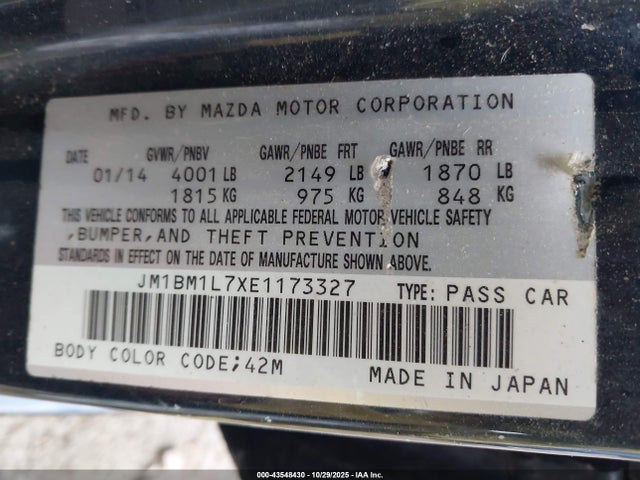 MFD. BY MAZDA MOTOR CORPORATION
DATE GVWR/PNBV GAWR/PNBE FRT GAWR/PNBE RR
01/14 4001 LB 2149 LB 1870 LB
1815 KG 975 KG 848 KG
THIS VEHICLE CONFORMS TO ALL APPLICABLE FEDERAL MOTOR VEHICLE SAFETY
,BUMPER,AND THEFT PREVENTION
STANDARDS IN EFFECT ON THE DATE OF MANUFACTURE SHOWN ABOVE.
JM1BM1L7XE1173327 TYPE: PASS CAR
BODY COLOR CODE;42M
MADE IN JAPAN
000-43548430 - 10/29/2025 - IAA Inc.